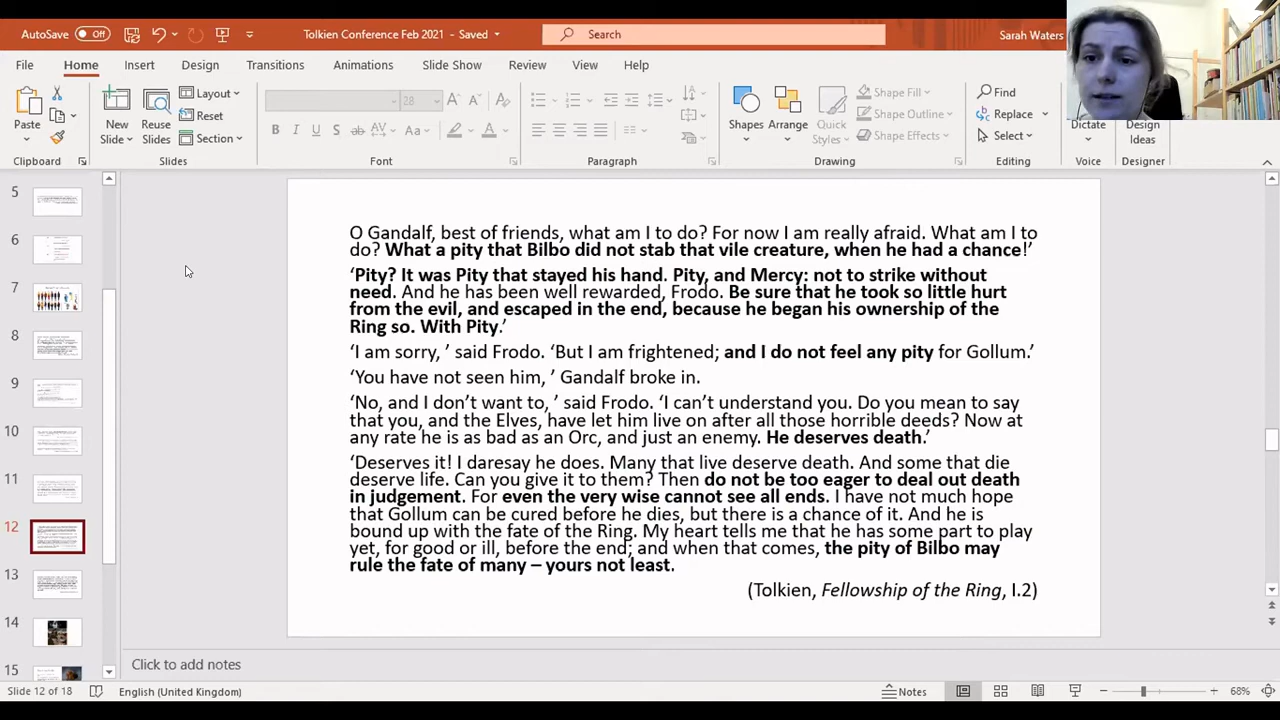 AutoSave Off Tolkien Conference Feb 2021 - Saved Search Sarah Waters
File Home Insert Design Transitions Animations Slide Show Review View Help
Paste
Clipboard
New Slide
Reuse Slides
Layout
Reset
Section
Slides
28
B I U S ab AV Aa A
Font
Paragraph
Shapes
Arrange
Quick Styles
Shape Fill
Shape Outline
Shape Effects
Drawing
Find
Replace
Select
Editing
Dictate
Voice
Design Ideas
Designer
5
6
7
8
9
10
11
12
13
14
15
O Gandalf, best of friends, what am I to do? For now I am really afraid. What am I to
do? What a pity that Bilbo did not stab that vile creature, when he had a chance!’
‘Pity? It was Pity that stayed his hand. Pity, and Mercy: not to strike without
need. And he has been well rewarded, Frodo. Be sure that he took so little hurt
from the evil, and escaped in the end, because he began his ownership of the
Ring so. With Pity.’
‘I am sorry, ’ said Frodo. ‘But I am frightened; and I do not feel any pity for Gollum.’
‘You have not seen him, ’ Gandalf broke in.
‘No, and I don’t want to, ’ said Frodo. ‘I can’t understand you. Do you mean to say
that you, and the Elves, have let him live on after all those horrible deeds? Now at
any rate he is as bad as an Orc, and just an enemy. He deserves death.’
‘Deserves it! I daresay he does. Many that live deserve death. And some that die
deserve life. Can you give it to them? Then do not be too eager to deal out death
in judgement. For even the very wise cannot see all ends. I have not much hope
that Gollum can be cured before he dies, but there is a chance of it. And he is
bound up with the fate of the Ring. My heart tells me that he has some part to play
yet, for good or ill, before the end; and when that comes, the pity of Bilbo may
rule the fate of many – yours not least.
(Tolkien, Fellowship of the Ring, I.2)
Click to add notes
Slide 12 of 18 English (United Kingdom) Notes 68%